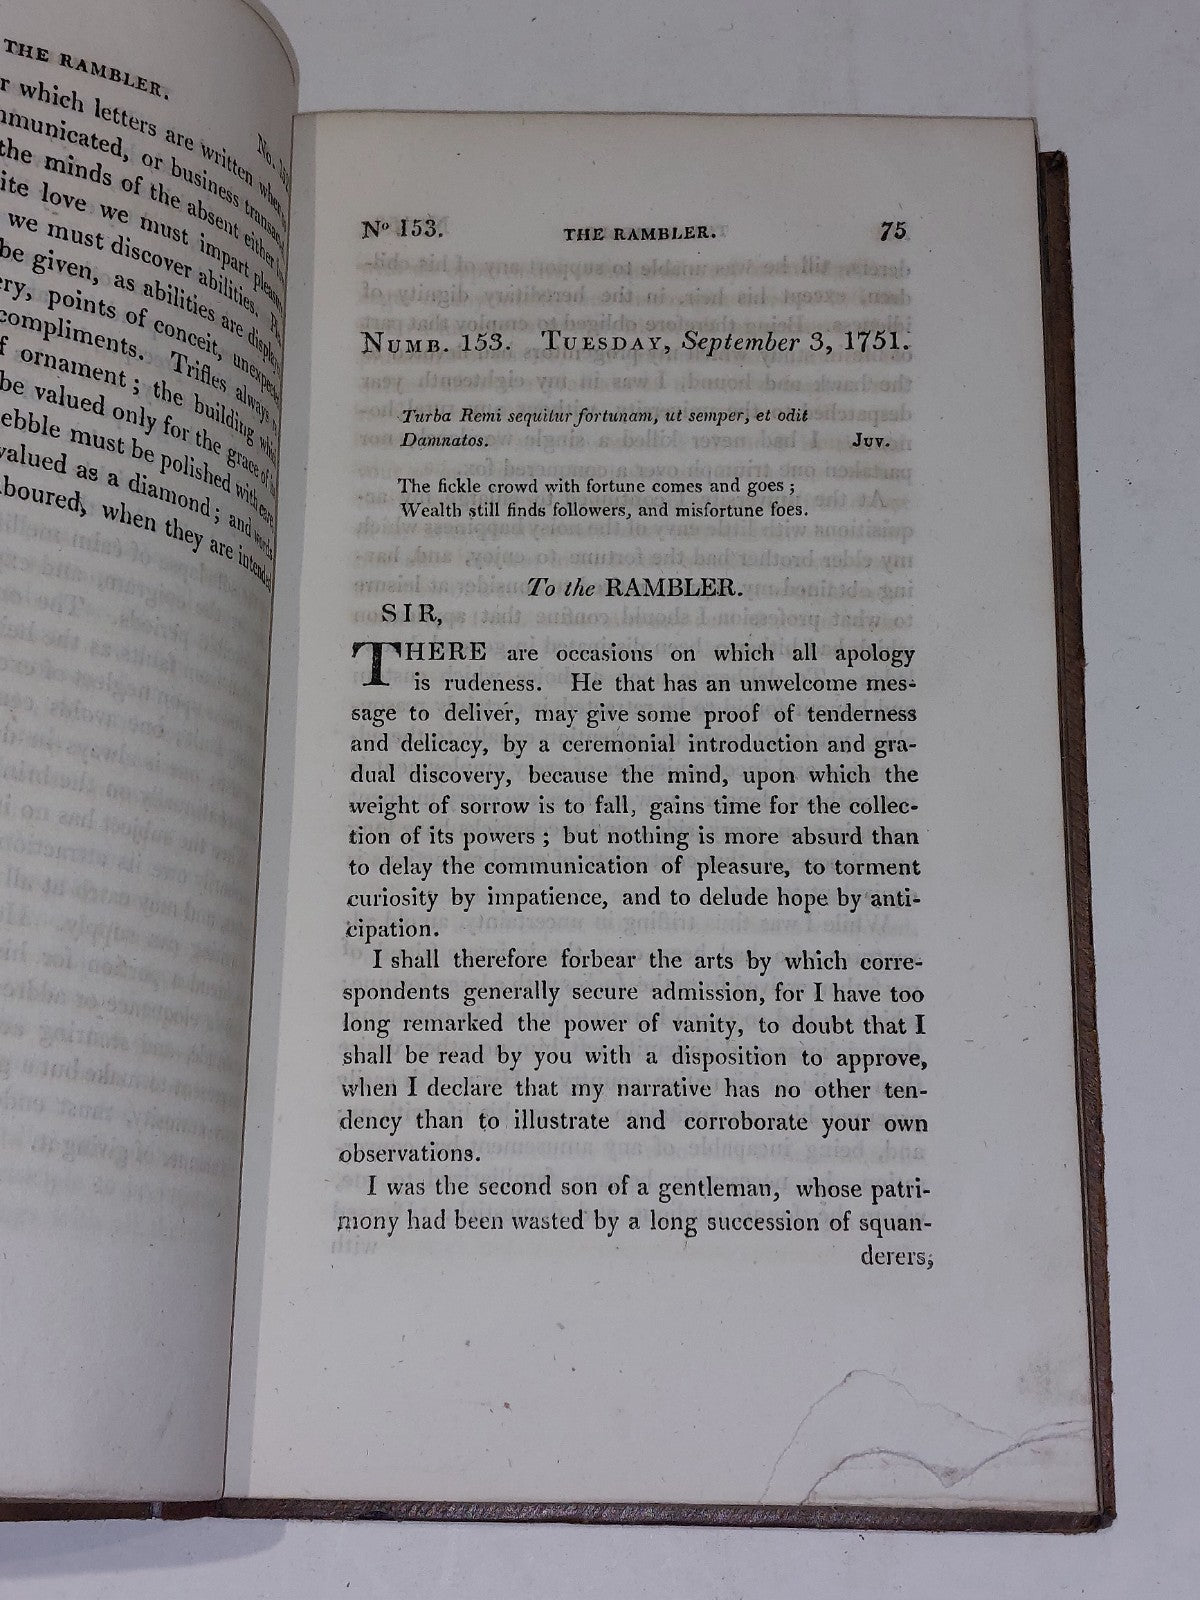 THE RAMBLER.
No. 152
r which letters are written when
mmunicated, or business transac
the minds of the absent either
ite love we must impart pleasure
we must discover abilities.
be given, as abilities are display
ery, points of conceit, unexpected
compliments. Trifles always
f ornament; the building which
be valued only for the grace of
ebble must be polished with care
valued as a diamond; and words
boured, when they are intended
No 153.
THE RAMBLER.
75
NUMB. 153. TUESDAY, September 3, 1751.
Turba Remi sequitur fortunam, ut semper, et odit
Damnatos. JUV.
The fickle crowd with fortune comes and goes;
Wealth still finds followers, and misfortune foes.
To the RAMBLER.
SIR,
THERE are occasions on which all apology
is rudeness. He that has an unwelcome mes-
sage to deliver, may give some proof of tenderness
and delicacy, by a ceremonial introduction and gra-
dual discovery, because the mind, upon which the
weight of sorrow is to fall, gains time for the collec-
tion of its powers; but nothing is more absurd than
to delay the communication of pleasure, to torment
curiosity by impatience, and to delude hope by anti-
cipation.
I shall therefore forbear the arts by which corre-
spondents generally secure admission, for I have too
long remarked the power of vanity, to doubt that I
shall be read by you with a disposition to approve,
when I declare that my narrative has no other ten-
dency than to illustrate and corroborate your own
observations.
I was the second son of a gentleman, whose patri-
mony had been wasted by a long succession of squan-
derers,